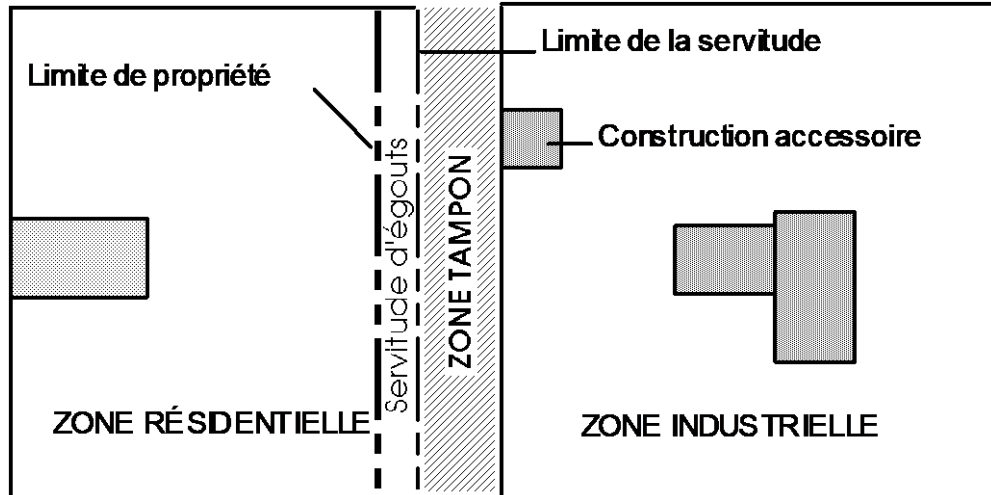 Limite de la servitude
Limite de propriété
Construction accessoire
Servitude d'égouts
ZONE TAMPON
ZONE RÉSIDENTIELLE
ZONE INDUSTRIELLE